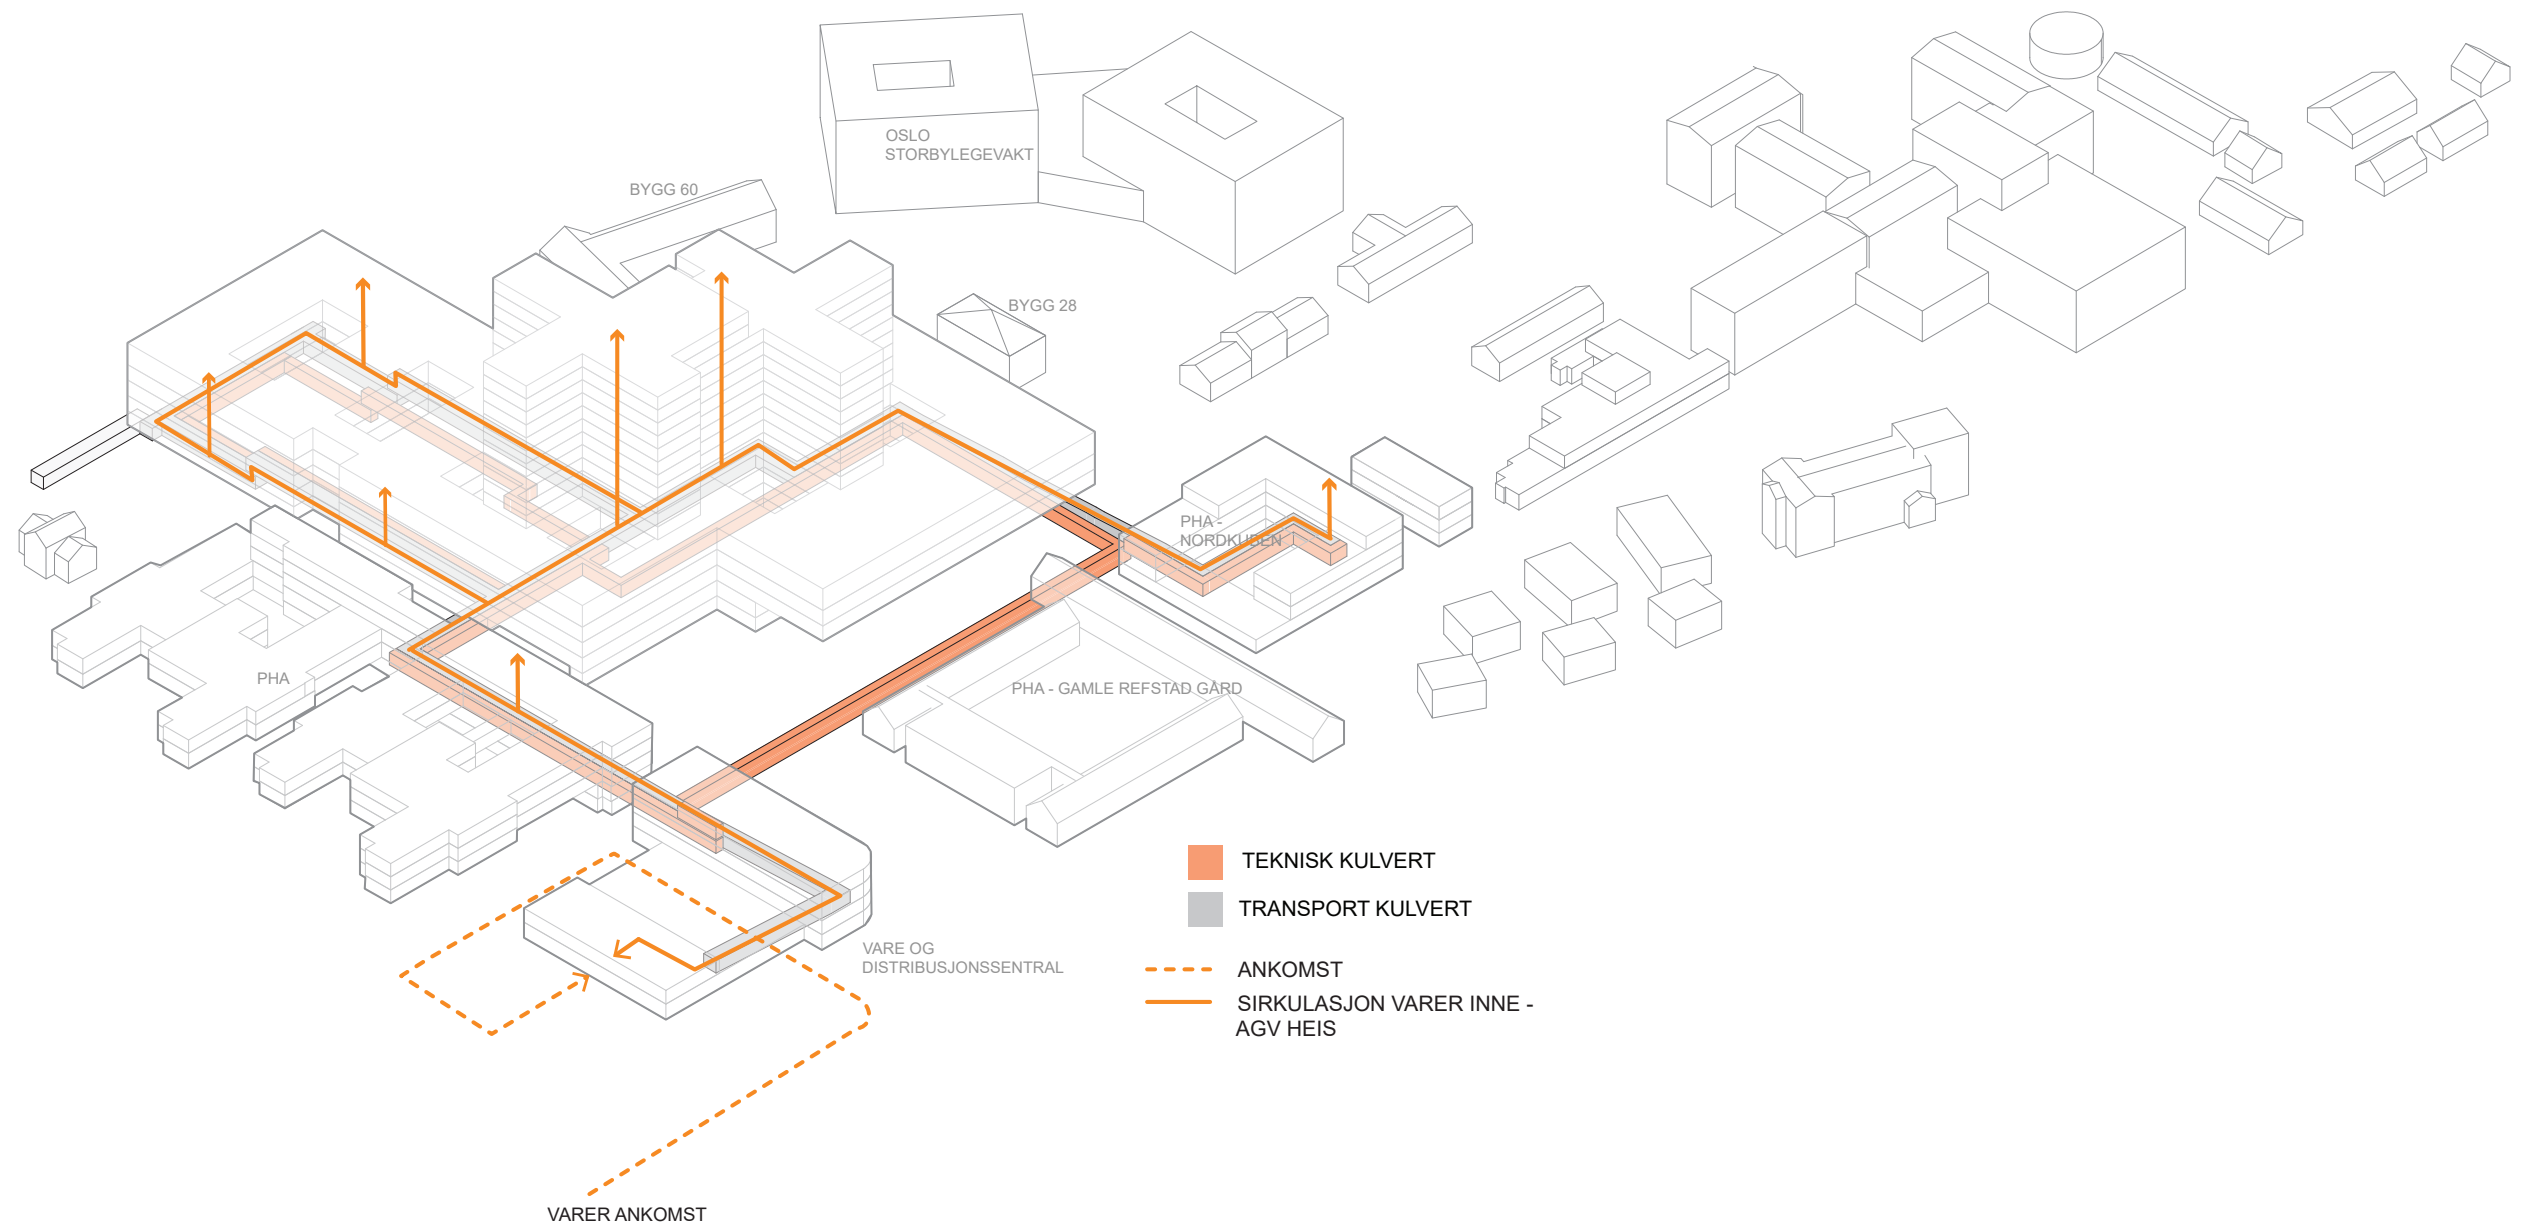 OSLO
STORBYLEGEVAKT
BYGG 60
BYGG 28
PHA -
NORDKUBEN
PHA
PHA - GAMLE REFSTAD GÅRD
TEKNISK KULVERT
TRANSPORT KULVERT
VARE OG
DISTRIBUSJONSSENTRAL
ANKOMST
SIRKULASJON VARER INNE -
AGV HEIS
VARER ANKOMST